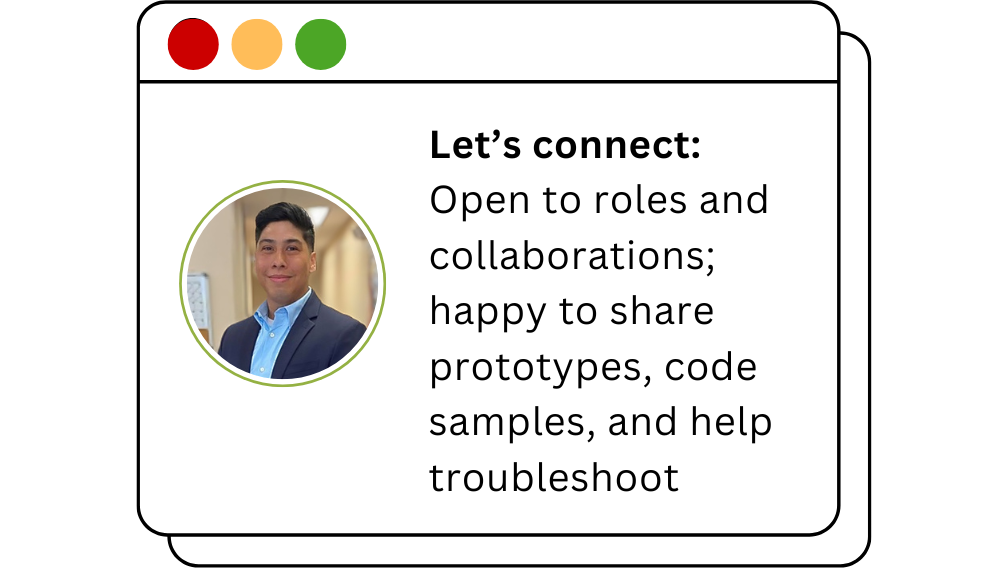 Let’s connect:
Open to roles and
collaborations;
happy to share
prototypes, code
samples, and help
troubleshoot